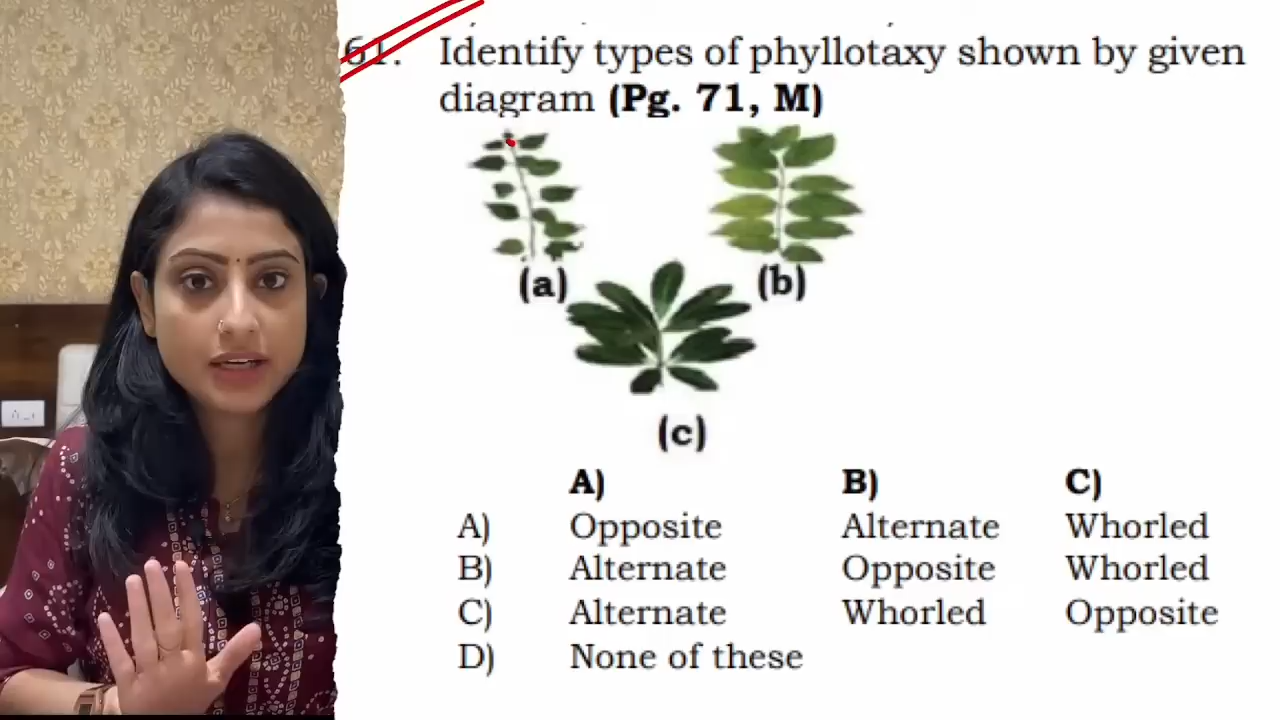 61. Identify types of phyllotaxy shown by given
diagram (Pg. 71, M)
(a) (b)
(c)
A) B) C)
A) Opposite Alternate Whorled
B) Alternate Opposite Whorled
C) Alternate Whorled Opposite
D) None of these